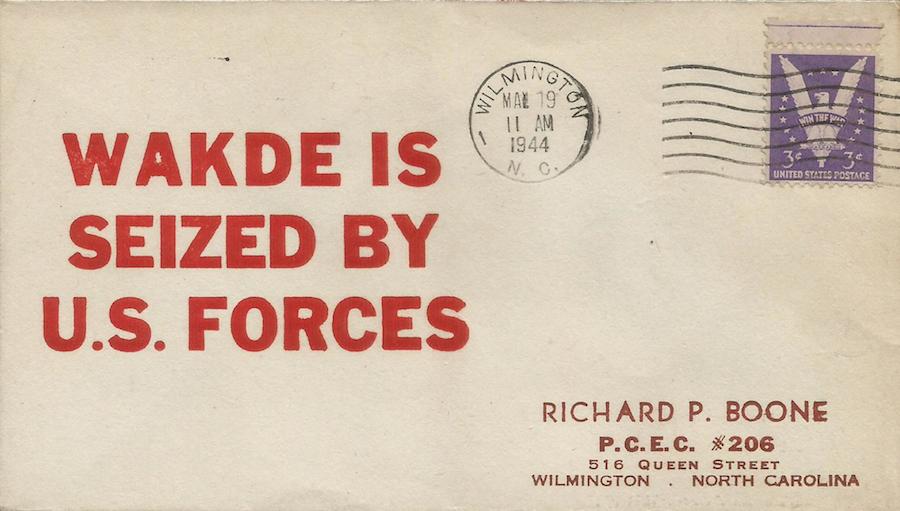 WAKDE IS
SEIZED BY
U.S. FORCES
WILMINGTON
MAY 19
11 AM
1944
N. C.
WIN THE WAR
3¢ 3¢
UNITED STATES POSTAGE
RICHARD P. BOONE
P.C.E.C. #206
516 QUEEN STREET
WILMINGTON . NORTH CAROLINA